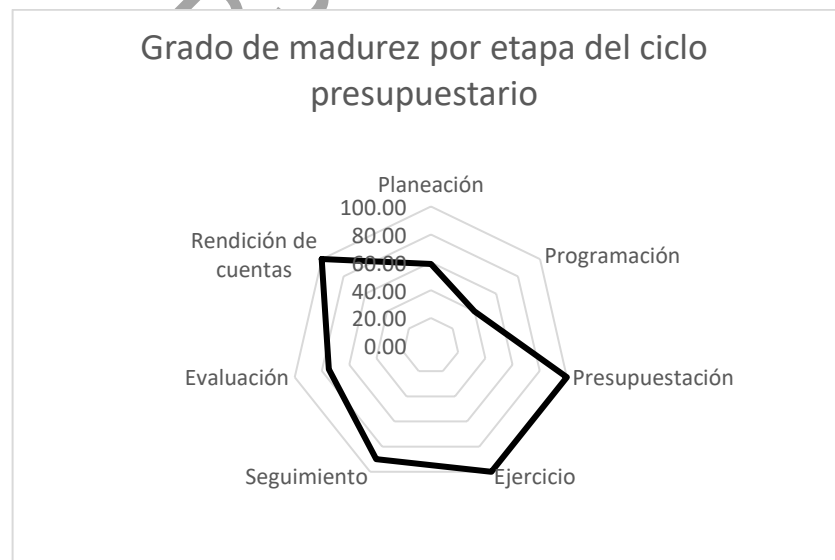 Grado de madurez por etapa del ciclo
presupuestario
Planeación
100.00
80.00
60.00
40.00
20.00
0.00
Programación
Presupuestación
Ejercicio
Seguimiento
Evaluación
Rendición de
cuentas